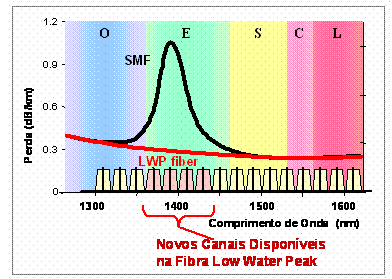 1.2
O E S C L
SMF
0.9
0.6
Perda (dB/km)
0.3
LWP fiber
0
1300 1400 1500 1600
Comprimento de Onda (nm)
Novos Canais Disponíveis
na Fibra Low Water Peak